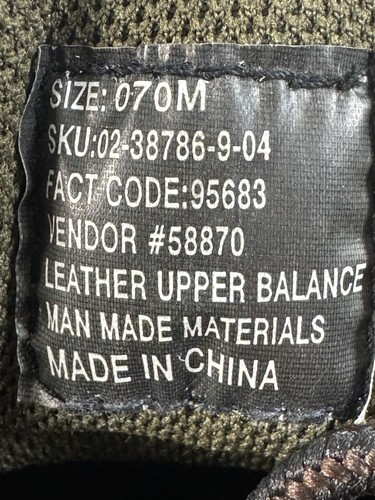 SIZE: 070M
SKU:02-38786-9-04
FACT CODE:95683
VENDOR #58870
LEATHER UPPER BALANCE
MAN MADE MATERIALS
MADE IN CHINA